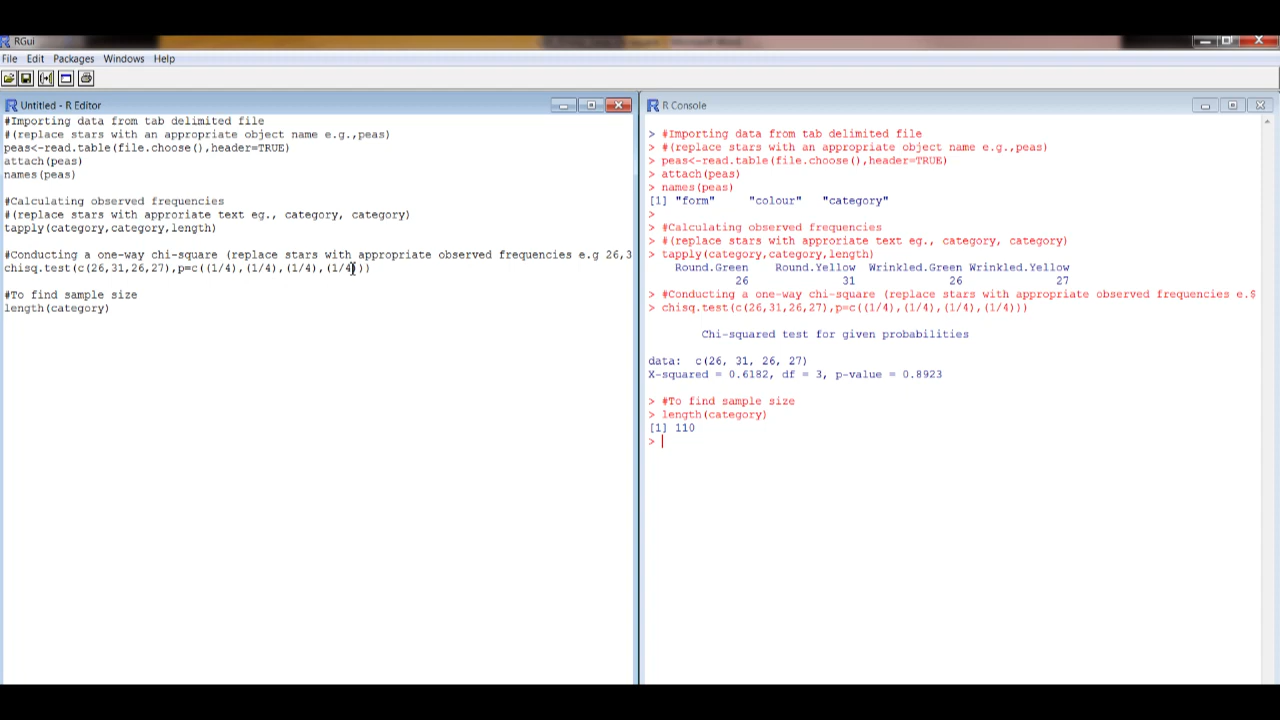 RGui
File Edit Packages Windows Help
Untitled - R Editor
#Importing data from tab delimited file
#(replace stars with an appropriate object name e.g.,peas)
peas<-read.table(file.choose(),header=TRUE)
attach(peas)
names(peas)
#Calculating observed frequencies
#(replace stars with approriate text eg., category, category)
tapply(category,category,length)
#Conducting a one-way chi-square (replace stars with appropriate observed frequencies e.g 26,3
chisq.test(c(26,31,26,27),p=c((1/4),(1/4),(1/4),(1/4)))
#To find sample size
length(category)
R Console
> #Importing data from tab delimited file
> #(replace stars with an appropriate object name e.g.,peas)
> peas<-read.table(file.choose(),header=TRUE)
> attach(peas)
> names(peas)
[1] "form" "colour" "category"
>
> #Calculating observed frequencies
> #(replace stars with approriate text eg., category, category)
> tapply(category,category,length)
Round.Green Round.Yellow Wrinkled.Green Wrinkled.Yellow
26 31 26 27
> #Conducting a one-way chi-square (replace stars with appropriate observed frequencies e.$
> chisq.test(c(26,31,26,27),p=c((1/4),(1/4),(1/4),(1/4)))
Chi-squared test for given probabilities
data: c(26, 31, 26, 27)
X-squared = 0.6182, df = 3, p-value = 0.8923
> #To find sample size
> length(category)
[1] 110
>